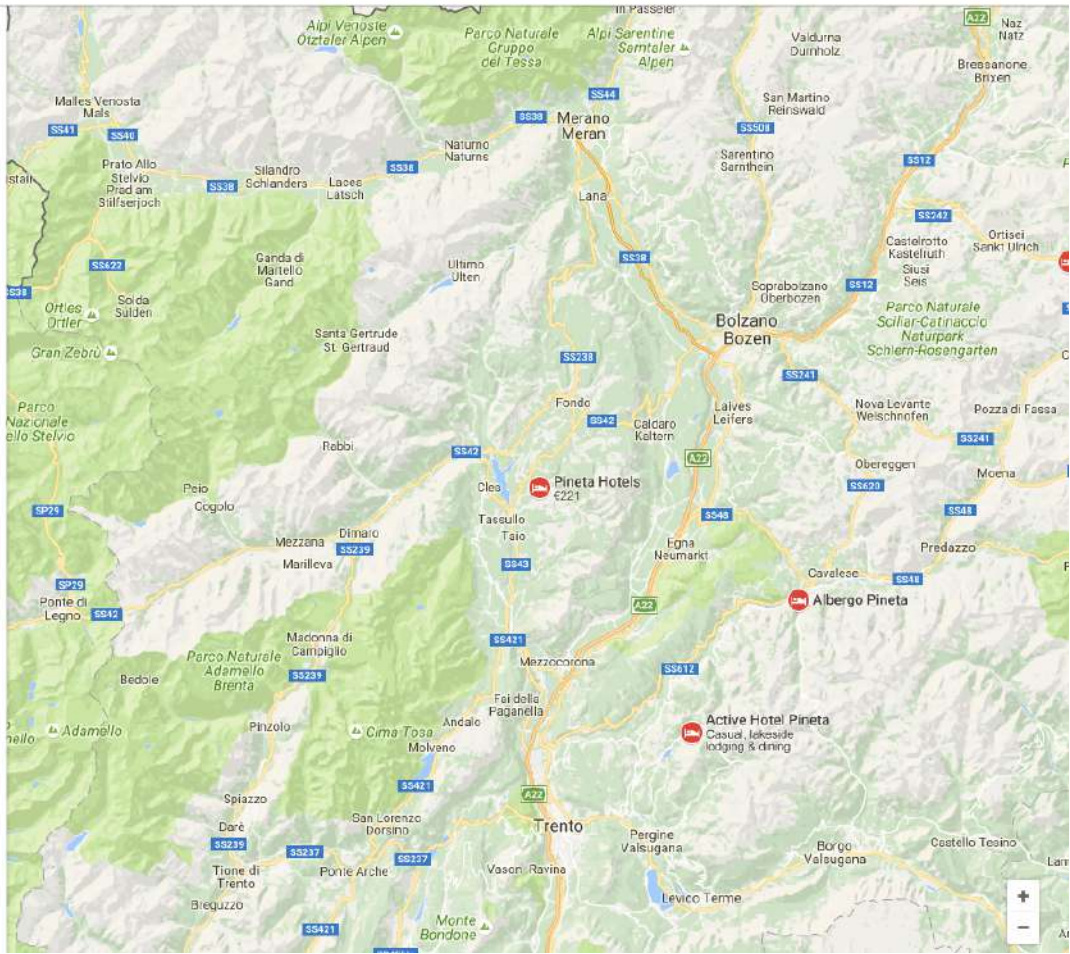 in Passeier
A22
Naz
Natz
Alpi Venoste
Ötztaler Alpen
Parco Naturale
Gruppo
del Tessa
Alpi Sarentine
Sarntaler
Alpen
Valdurna
Durnholz
Bressanone
Brixen
Malles Venosta
Mals
SS44
San Martino
Reinswald
SS41
SS40
SS38
Merano
Meran
SS508
Naturno
Naturns
Sarentino
Sarnthein
SS12
Prato Allo
Stelvio
Prad am
Stilfserjoch
Silandro
Schlanders
SS38
Laces
Latsch
SS38
Lana
SS242
Castelrotto
Kastelruth
Ortisei
Sankt Ulrich
SS622
Ganda di
Martello
Gand
Ultimo
Ulten
SS38
Siusi
Seis
SS38
Solda
Sulden
Soprabolzano
Oberbozen
SS12
Ortles
Ortler
Bolzano
Bozen
Parco Naturale
Sciliar-Catinaccio
Naturpark
Schlern-Rosengarten
Santa Gertrude
St. Gertraud
Gran Zebrù
SS238
SS241
Parco
Nazionale
ello Stelvio
Fondo
SS42
Caldaro
Kaltern
Laives
Leifers
Nova Levante
Welschnofen
Pozza di Fassa
SS241
Rabbi
SS42
A22
Obereggen
Moena
Peio
Cogolo
Cles
Pineta Hotels
€221
SS620
SP29
Tassullo
Taio
SS48
SS48
Mezzana
Dimaro
SS239
Marilleva
Egna
Neumarkt
Predazzo
SS43
Cavalese
SS48
SP29
Ponte di
Legno
SS42
A22
Albergo Pineta
Madonna di
Campiglio
SS421
Parco Naturale
Adamello
Brenta
SS239
Mezzocorona
SS612
Bedole
Fai della
Paganella
Adamello
Pinzolo
Cima Tosa
Andalo
Molveno
Active Hotel Pineta
Casual, lakeside
lodging & dining
SS421
Spiazzo
A22
San Lorenzo
Dorsino
Trento
Darè
SS239
SS237
SS237
Pergine
Valsugana
Borgo
Valsugana
Castello Tesino
Tione di
Trento
Ponte Arche
Vason
Ravina
Breguzzo
Levico Terme
SS421
Monte
Bondone
+
−